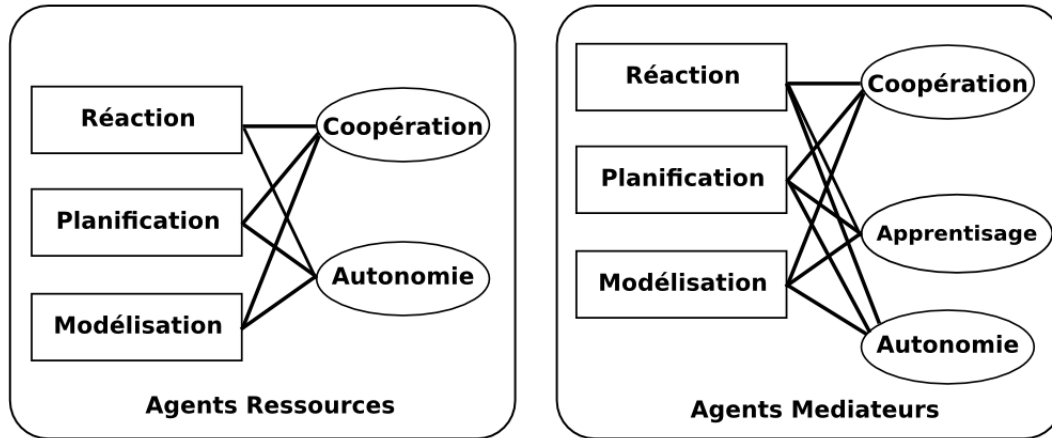 Réaction
Coopération
Planification
Autonomie
Modélisation
Agents Ressources
Réaction
Coopération
Planification
Apprentisage
Modélisation
Autonomie
Agents Mediateurs